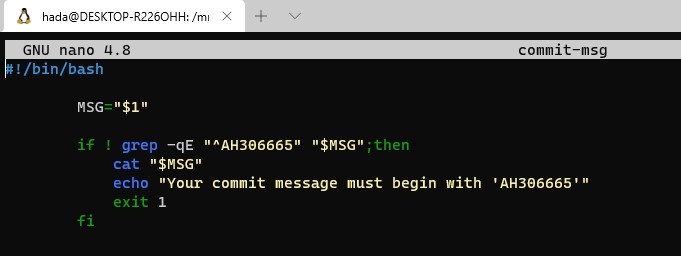 hada@DESKTOP-R226OHH: /m
GNU nano 4.8 commit-msg
#!/bin/bash
MSG="$1"
if ! grep -qE "^AH306665" "$MSG";then
cat "$MSG"
echo "Your commit message must begin with 'AH306665'"
exit 1
fi